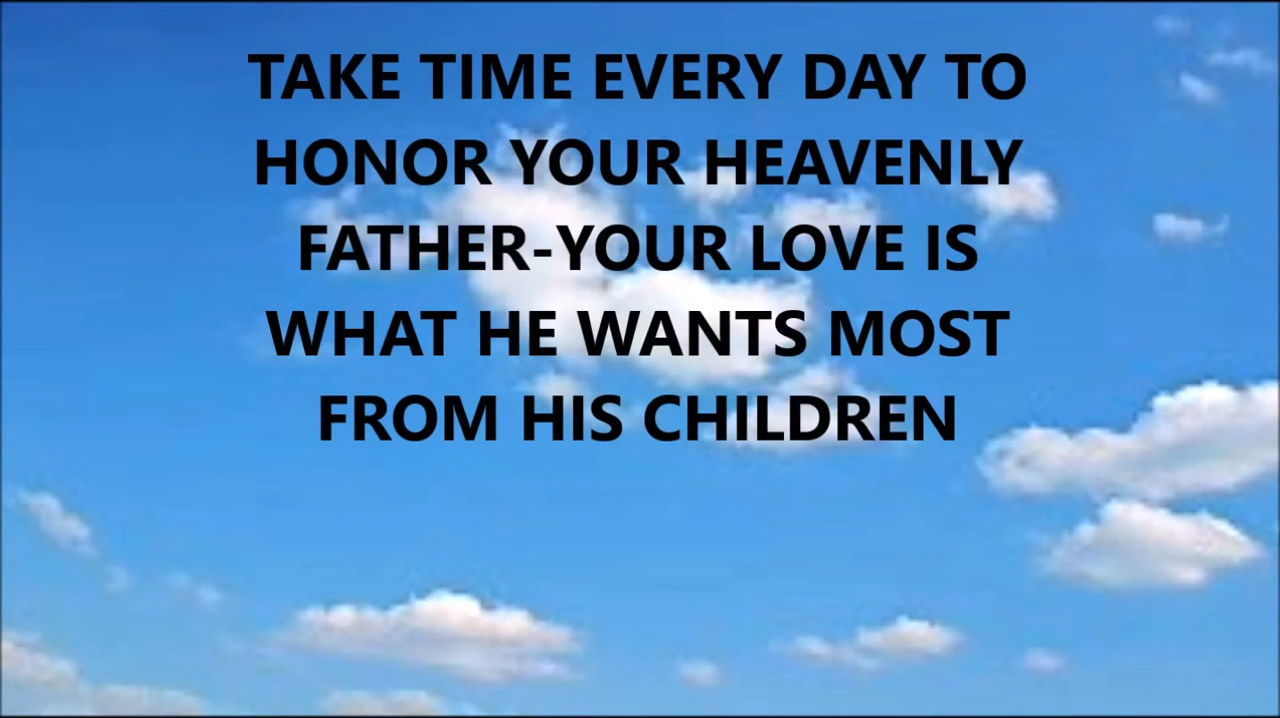 TAKE TIME EVERY DAY TO
HONOR YOUR HEAVENLY
FATHER-YOUR LOVE IS
WHAT HE WANTS MOST
FROM HIS CHILDREN